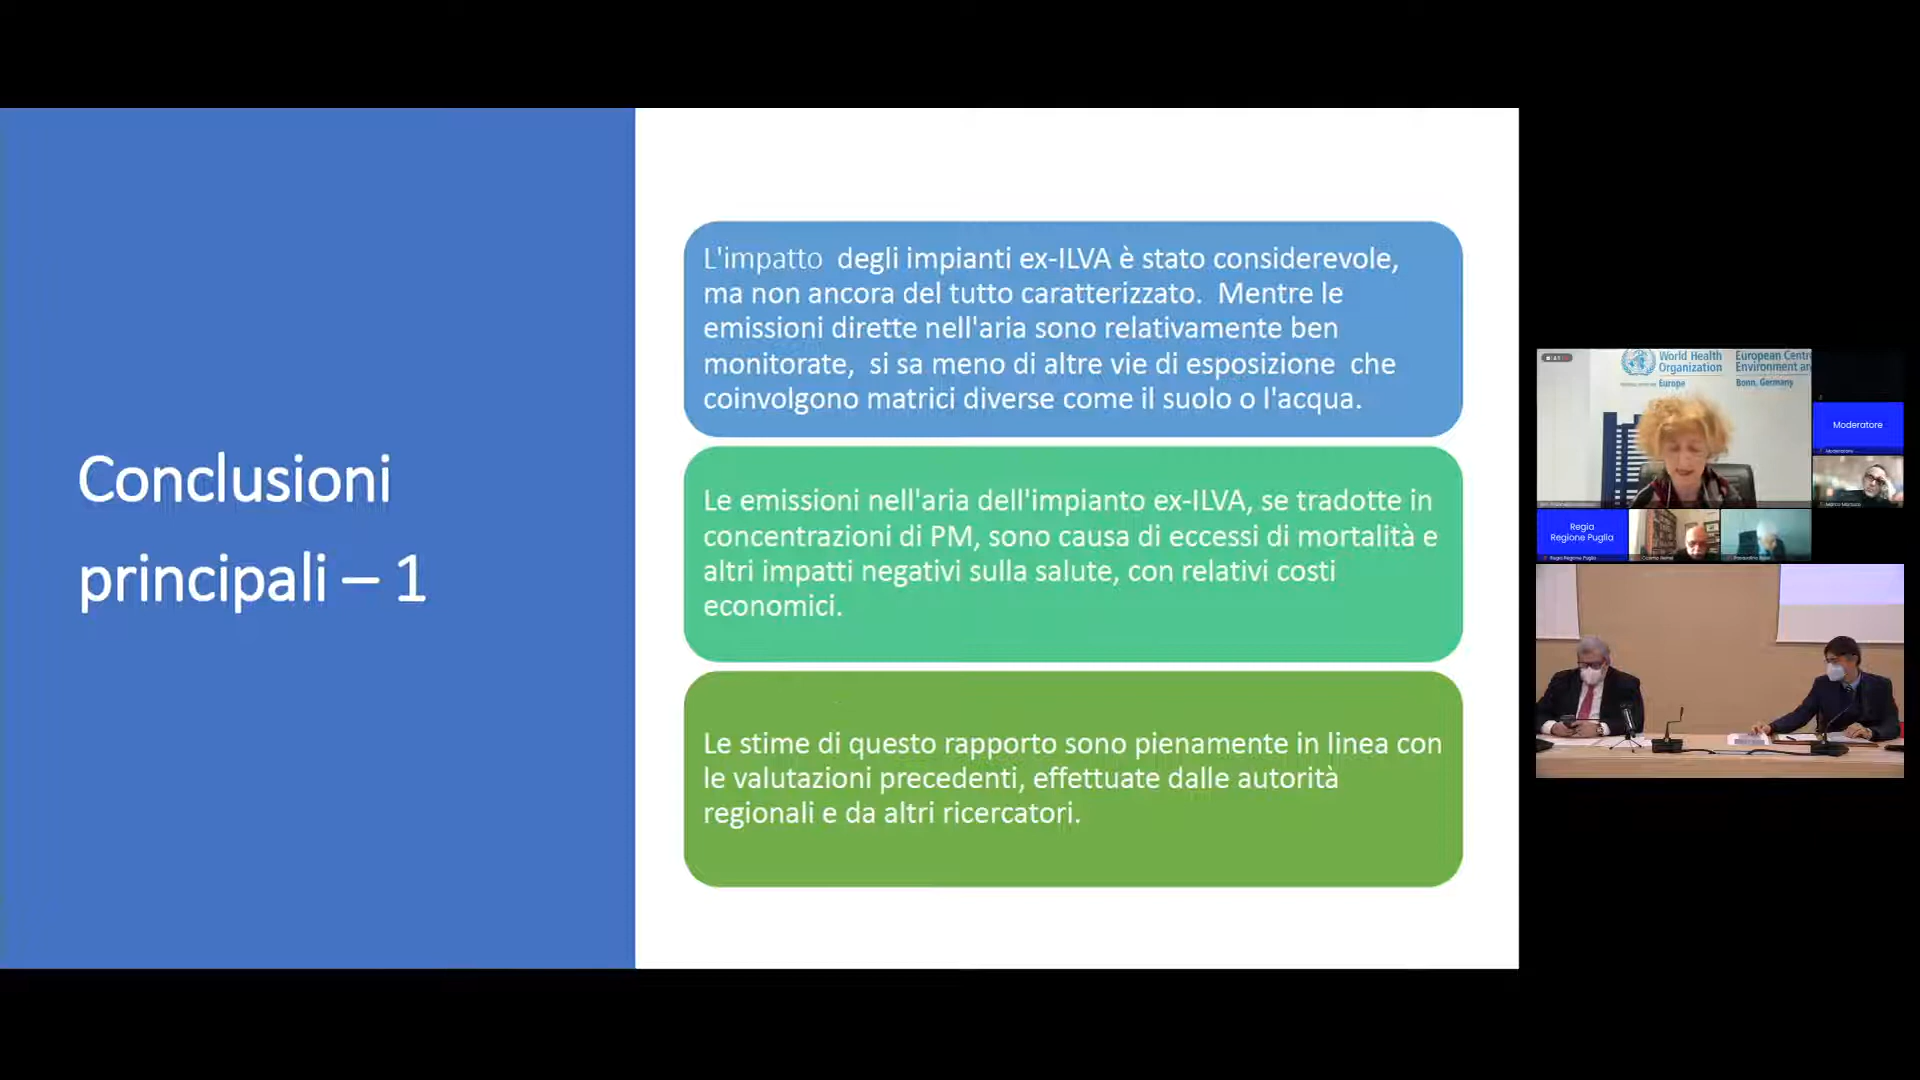 Conclusioni
principali – 1
L'impatto degli impianti ex-ILVA è stato considerevole,
ma non ancora del tutto caratterizzato. Mentre le
emissioni dirette nell'aria sono relativamente ben
monitorate, si sa meno di altre vie di esposizione che
coinvolgono matrici diverse come il suolo o l'acqua.
Le emissioni nell'aria dell'impianto ex-ILVA, se tradotte in
concentrazioni di PM, sono causa di eccessi di mortalità e
altri impatti negativi sulla salute, con relativi costi
economici.
Le stime di questo rapporto sono pienamente in linea con
le valutazioni precedenti, effettuate dalle autorità
regionali e da altri ricercatori.
World Health
Organization
Europe
European Centr
Environment an
Bonn, Germany
Moderatore
Moderatore
Regia
Regione Puglia
Regia Regione Puglia